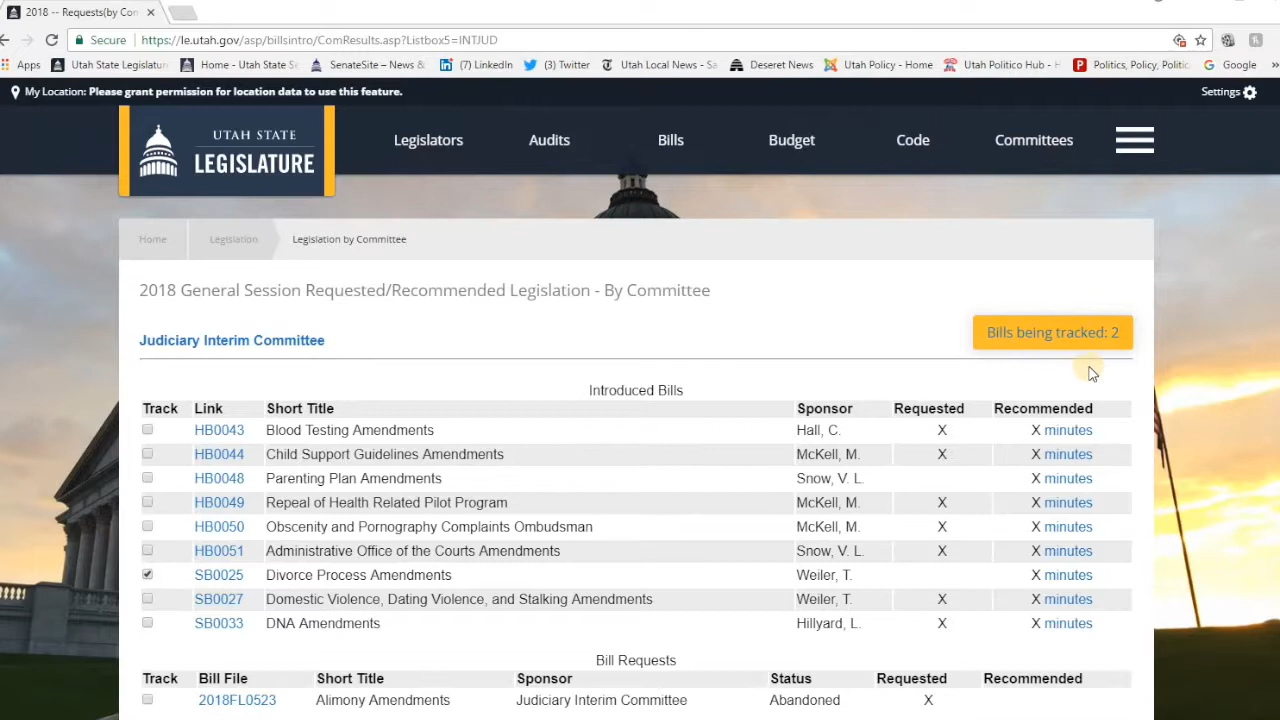 2018 -- Requests(by Con
Secure https://le.utah.gov/asp/billsintro/ComResults.asp?Listbox5=INTJUD
Apps Utah State Legislatur Home - Utah State Se SenateSite – News & (7) LinkedIn (3) Twitter Utah Local News - Sa Deseret News Utah Policy - Home Utah Politico Hub - H Politics, Policy, Politic Google
My Location: Please grant permission for location data to use this feature. Settings
UTAH STATE
LEGISLATURE
Legislators Audits Bills Budget Code Committees
Home Legislation Legislation by Committee
2018 General Session Requested/Recommended Legislation - By Committee
Bills being tracked: 2
Judiciary Interim Committee
Introduced Bills
Track Link Short Title Sponsor Requested Recommended
HB0043 Blood Testing Amendments Hall, C. X X minutes
HB0044 Child Support Guidelines Amendments McKell, M. X X minutes
HB0048 Parenting Plan Amendments Snow, V. L. X minutes
HB0049 Repeal of Health Related Pilot Program McKell, M. X X minutes
HB0050 Obscenity and Pornography Complaints Ombudsman McKell, M. X X minutes
HB0051 Administrative Office of the Courts Amendments Snow, V. L. X X minutes
SB0025 Divorce Process Amendments Weiler, T. X minutes
SB0027 Domestic Violence, Dating Violence, and Stalking Amendments Weiler, T. X X minutes
SB0033 DNA Amendments Hillyard, L. X X minutes
Bill Requests
Track Bill File Short Title Sponsor Status Requested Recommended
2018FL0523 Alimony Amendments Judiciary Interim Committee Abandoned X